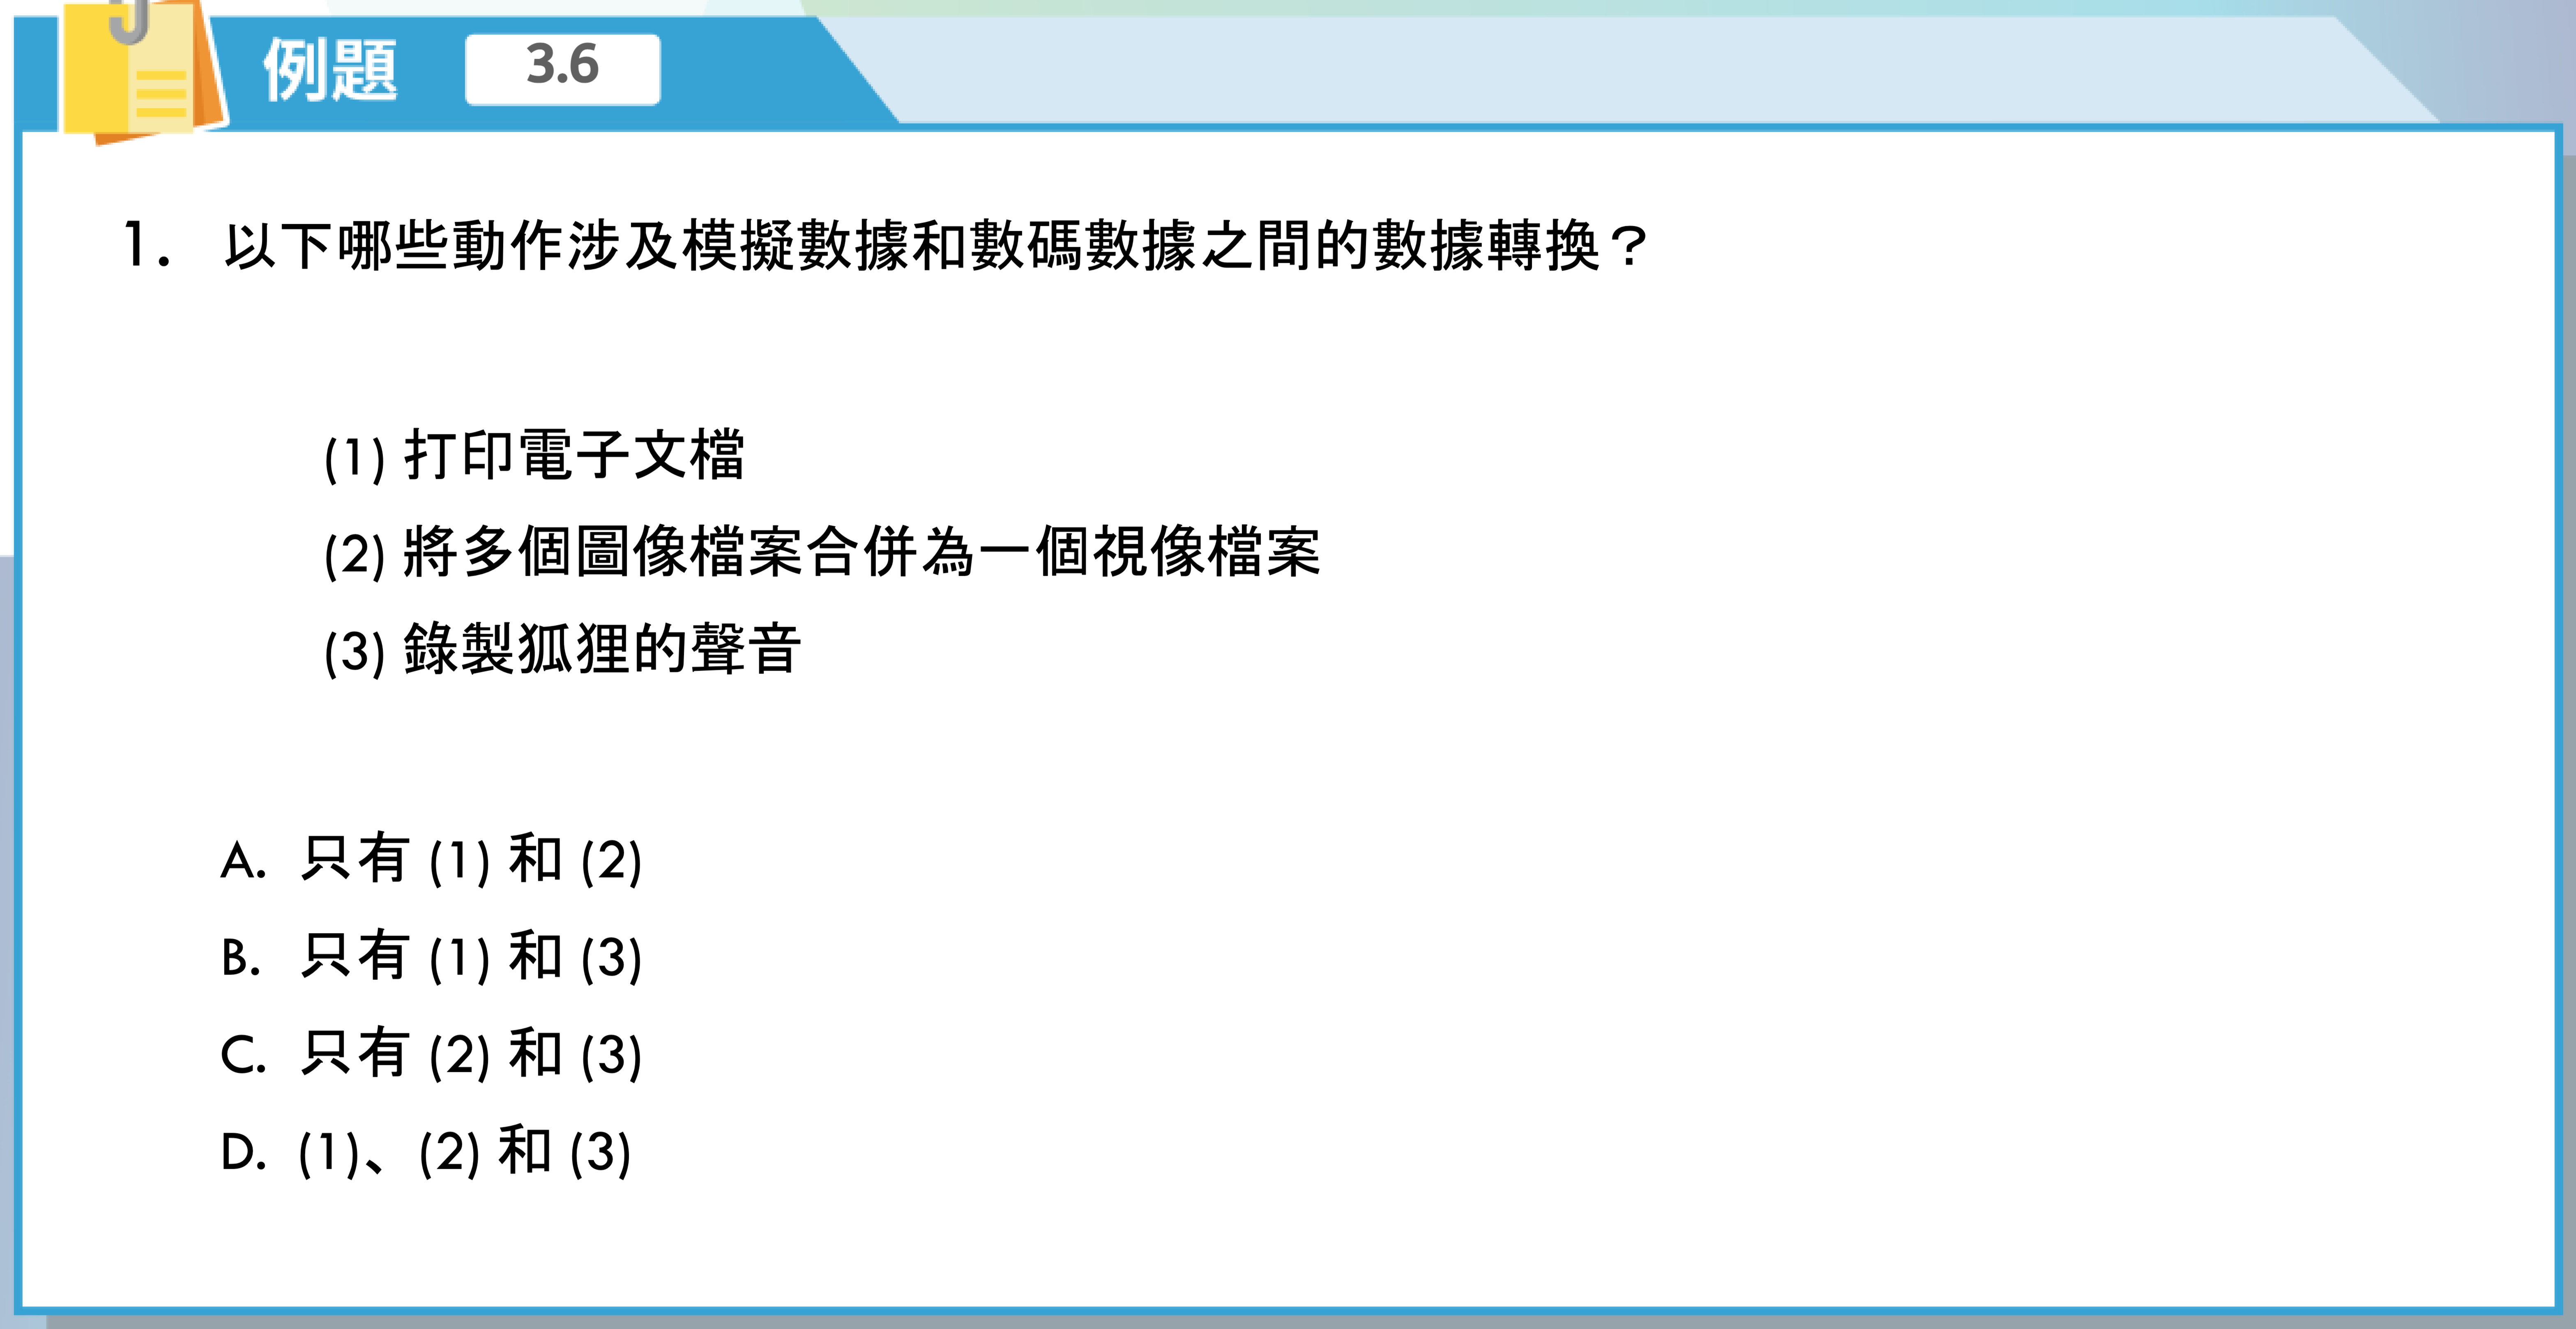 例題 3.6
1. 以下哪些動作涉及模擬數據和數碼數據之間的數據轉換？
(1) 打印電子文檔
(2) 將多個圖像檔案合併為一個視像檔案
(3) 錄製狐狸的聲音
A. 只有 (1) 和 (2)
B. 只有 (1) 和 (3)
C. 只有 (2) 和 (3)
D. (1)、(2) 和 (3)